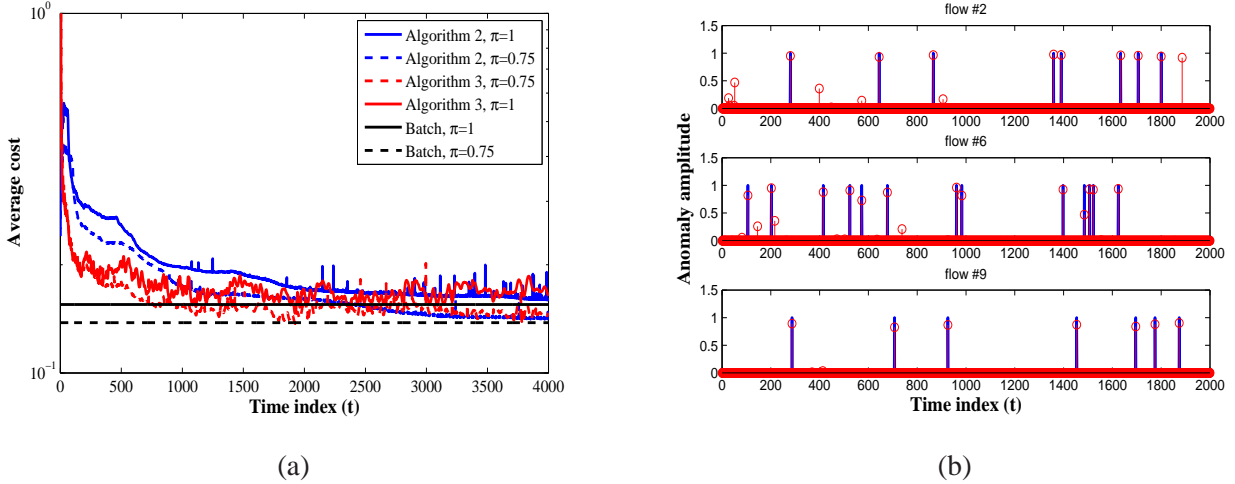 10^0
Average cost
10^-1
0 500 1000 1500 2000 2500 3000 3500 4000
Time index (t)
Algorithm 2, π=1
Algorithm 2, π=0.75
Algorithm 3, π=0.75
Algorithm 3, π=1
Batch, π=1
Batch, π=0.75
(a)
Anomaly amplitude
flow #2
1.5
1
0.5
0
0 200 400 600 800 1000 1200 1400 1600 1800 2000
flow #6
1.5
1
0.5
0
0 200 400 600 800 1000 1200 1400 1600 1800 2000
flow #9
1.5
1
0.5
0
0 200 400 600 800 1000 1200 1400 1600 1800 2000
Time index (t)
(b)